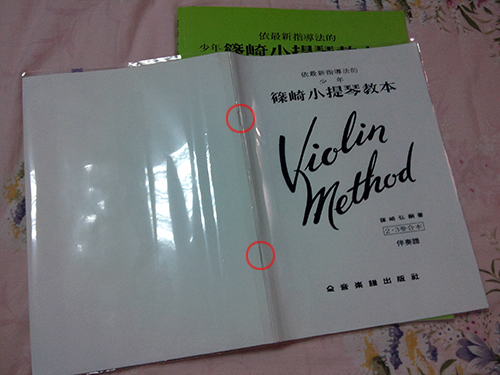 依最新指導法的
少年 篠崎小提琴教本
依最新指導法的
少年
篠崎小提琴教本
Violin
Method
篠崎弘嗣著
2・3卷合本
伴奏譜
全音樂譜出版社